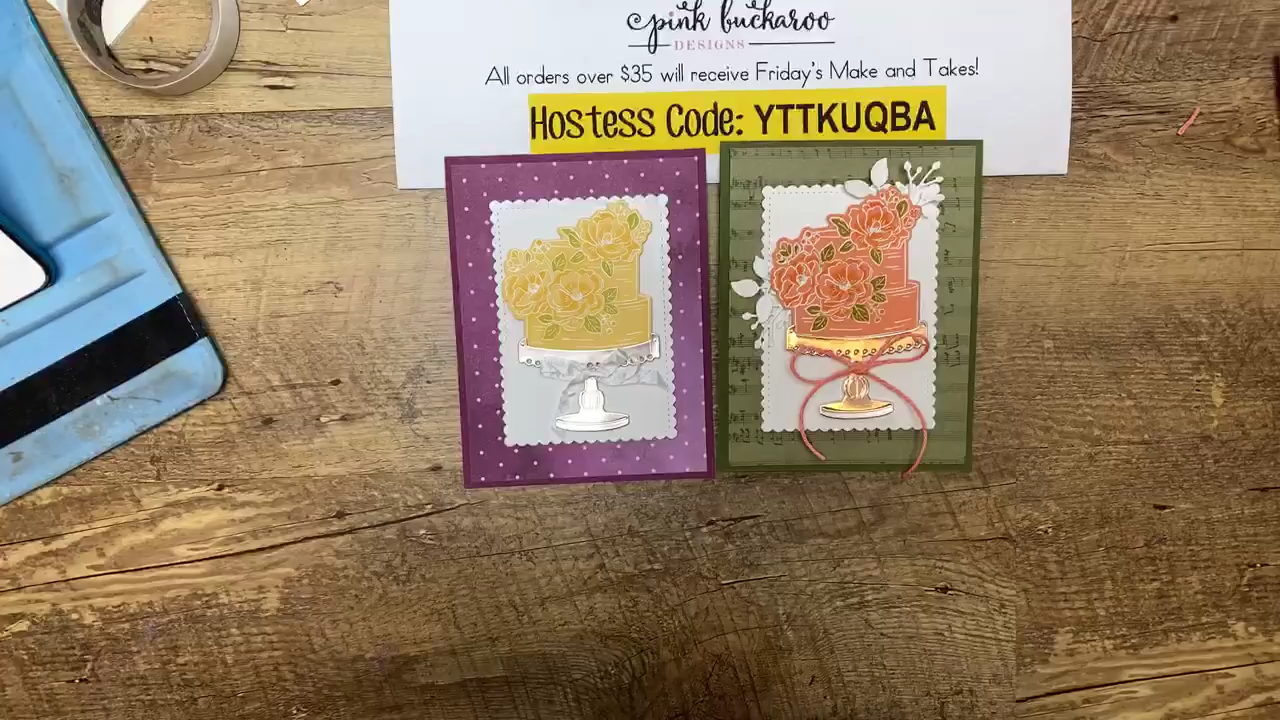 pink buckaroo
DESIGNS
All orders over $35 will receive Friday's Make and Takes!
Hostess Code: YTTKUQBA